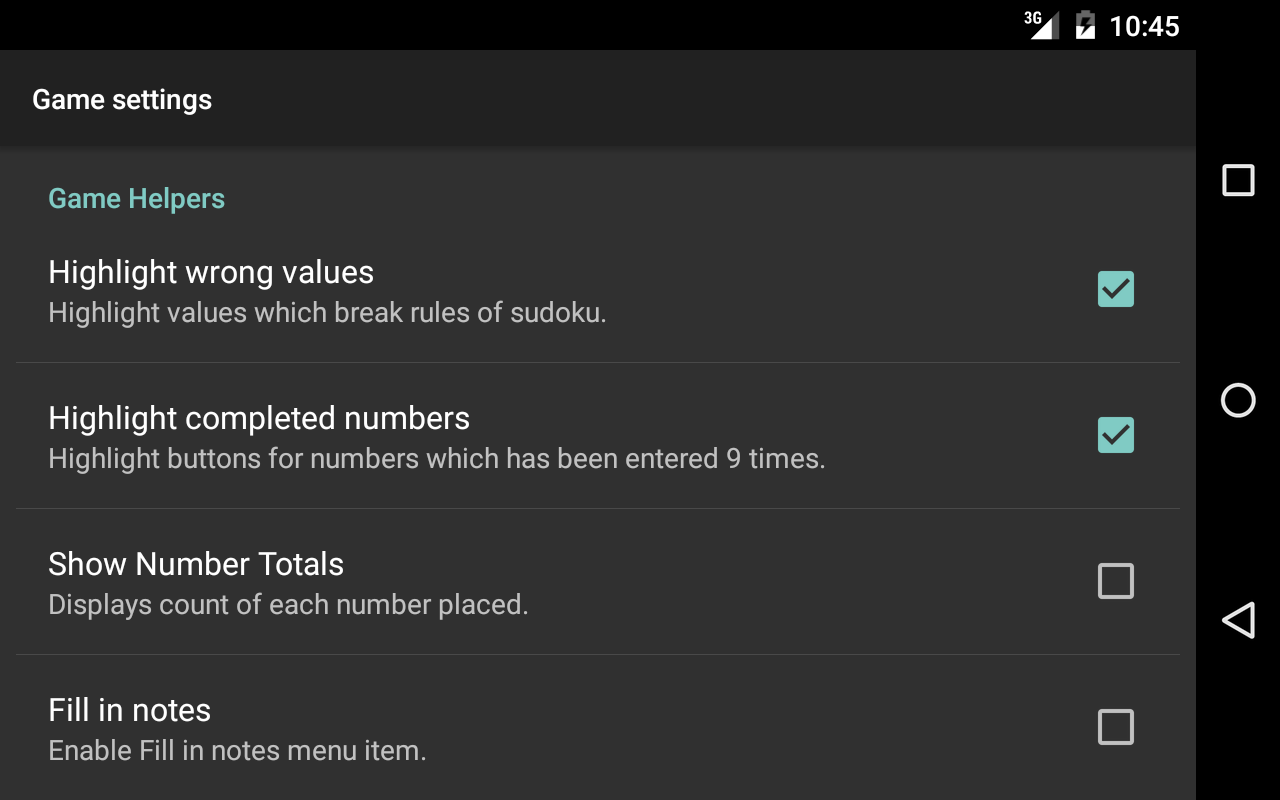 3G 10:45
Game settings
Game Helpers
Highlight wrong values
Highlight values which break rules of sudoku.
Highlight completed numbers
Highlight buttons for numbers which has been entered 9 times.
Show Number Totals
Displays count of each number placed.
Fill in notes
Enable Fill in notes menu item.